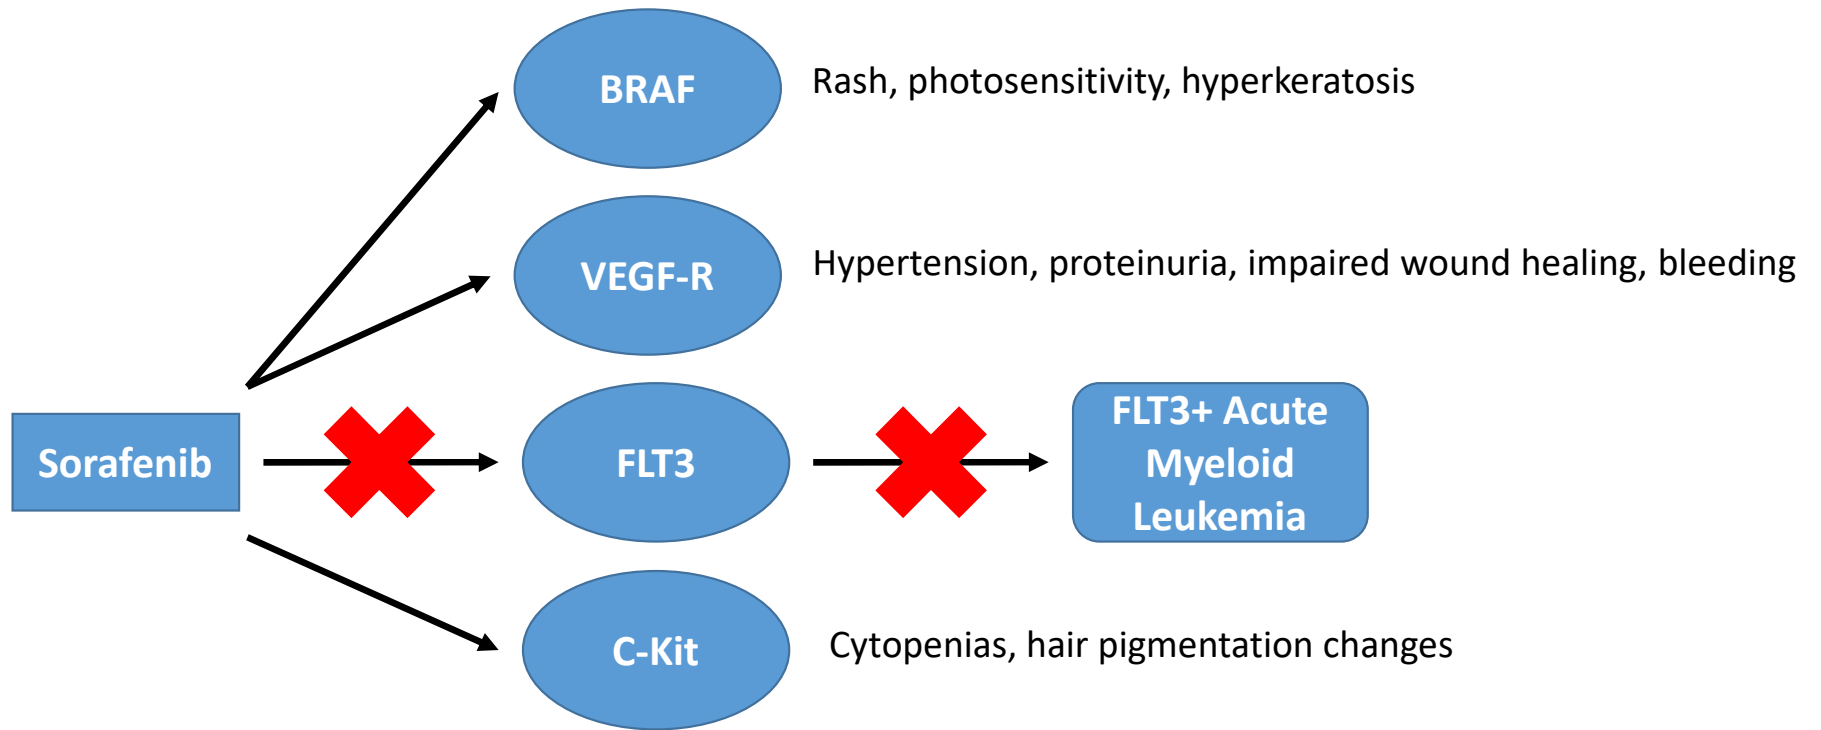 BRAF
Rash, photosensitivity, hyperkeratosis
VEGF-R
Hypertension, proteinuria, impaired wound healing, bleeding
Sorafenib
FLT3
FLT3+ Acute
Myeloid
Leukemia
C-Kit
Cytopenias, hair pigmentation changes